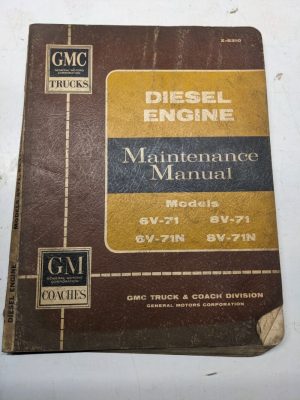 X-6310
GMC
GENERAL MOTORS
CORPORATION
TRUCKS
DIESEL
ENGINE
Maintenance
Manual
Models
6V-71 8V-71
6V-71N 8V-71N
GM
GENERAL MOTORS
CORPORATION
COACHES
GMC TRUCK & COACH DIVISION
GENERAL MOTORS CORPORATION
DIESEL ENGINE